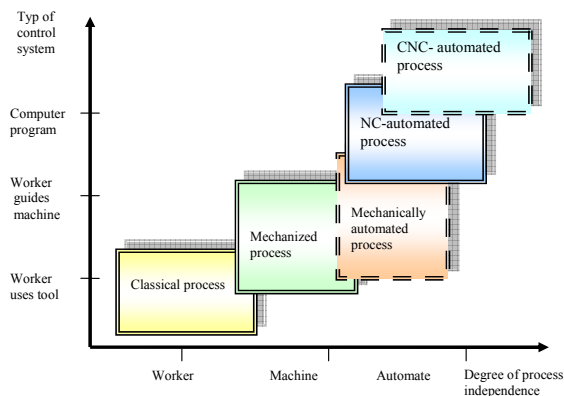 Typ of
control
system
CNC- automated
process
Computer
program
NC-automated
process
Worker
guides
machine
Mechanized
process
Mechanically
automated
process
Worker
uses tool
Classical process
Worker
Machine
Automate
Degree of process
independence